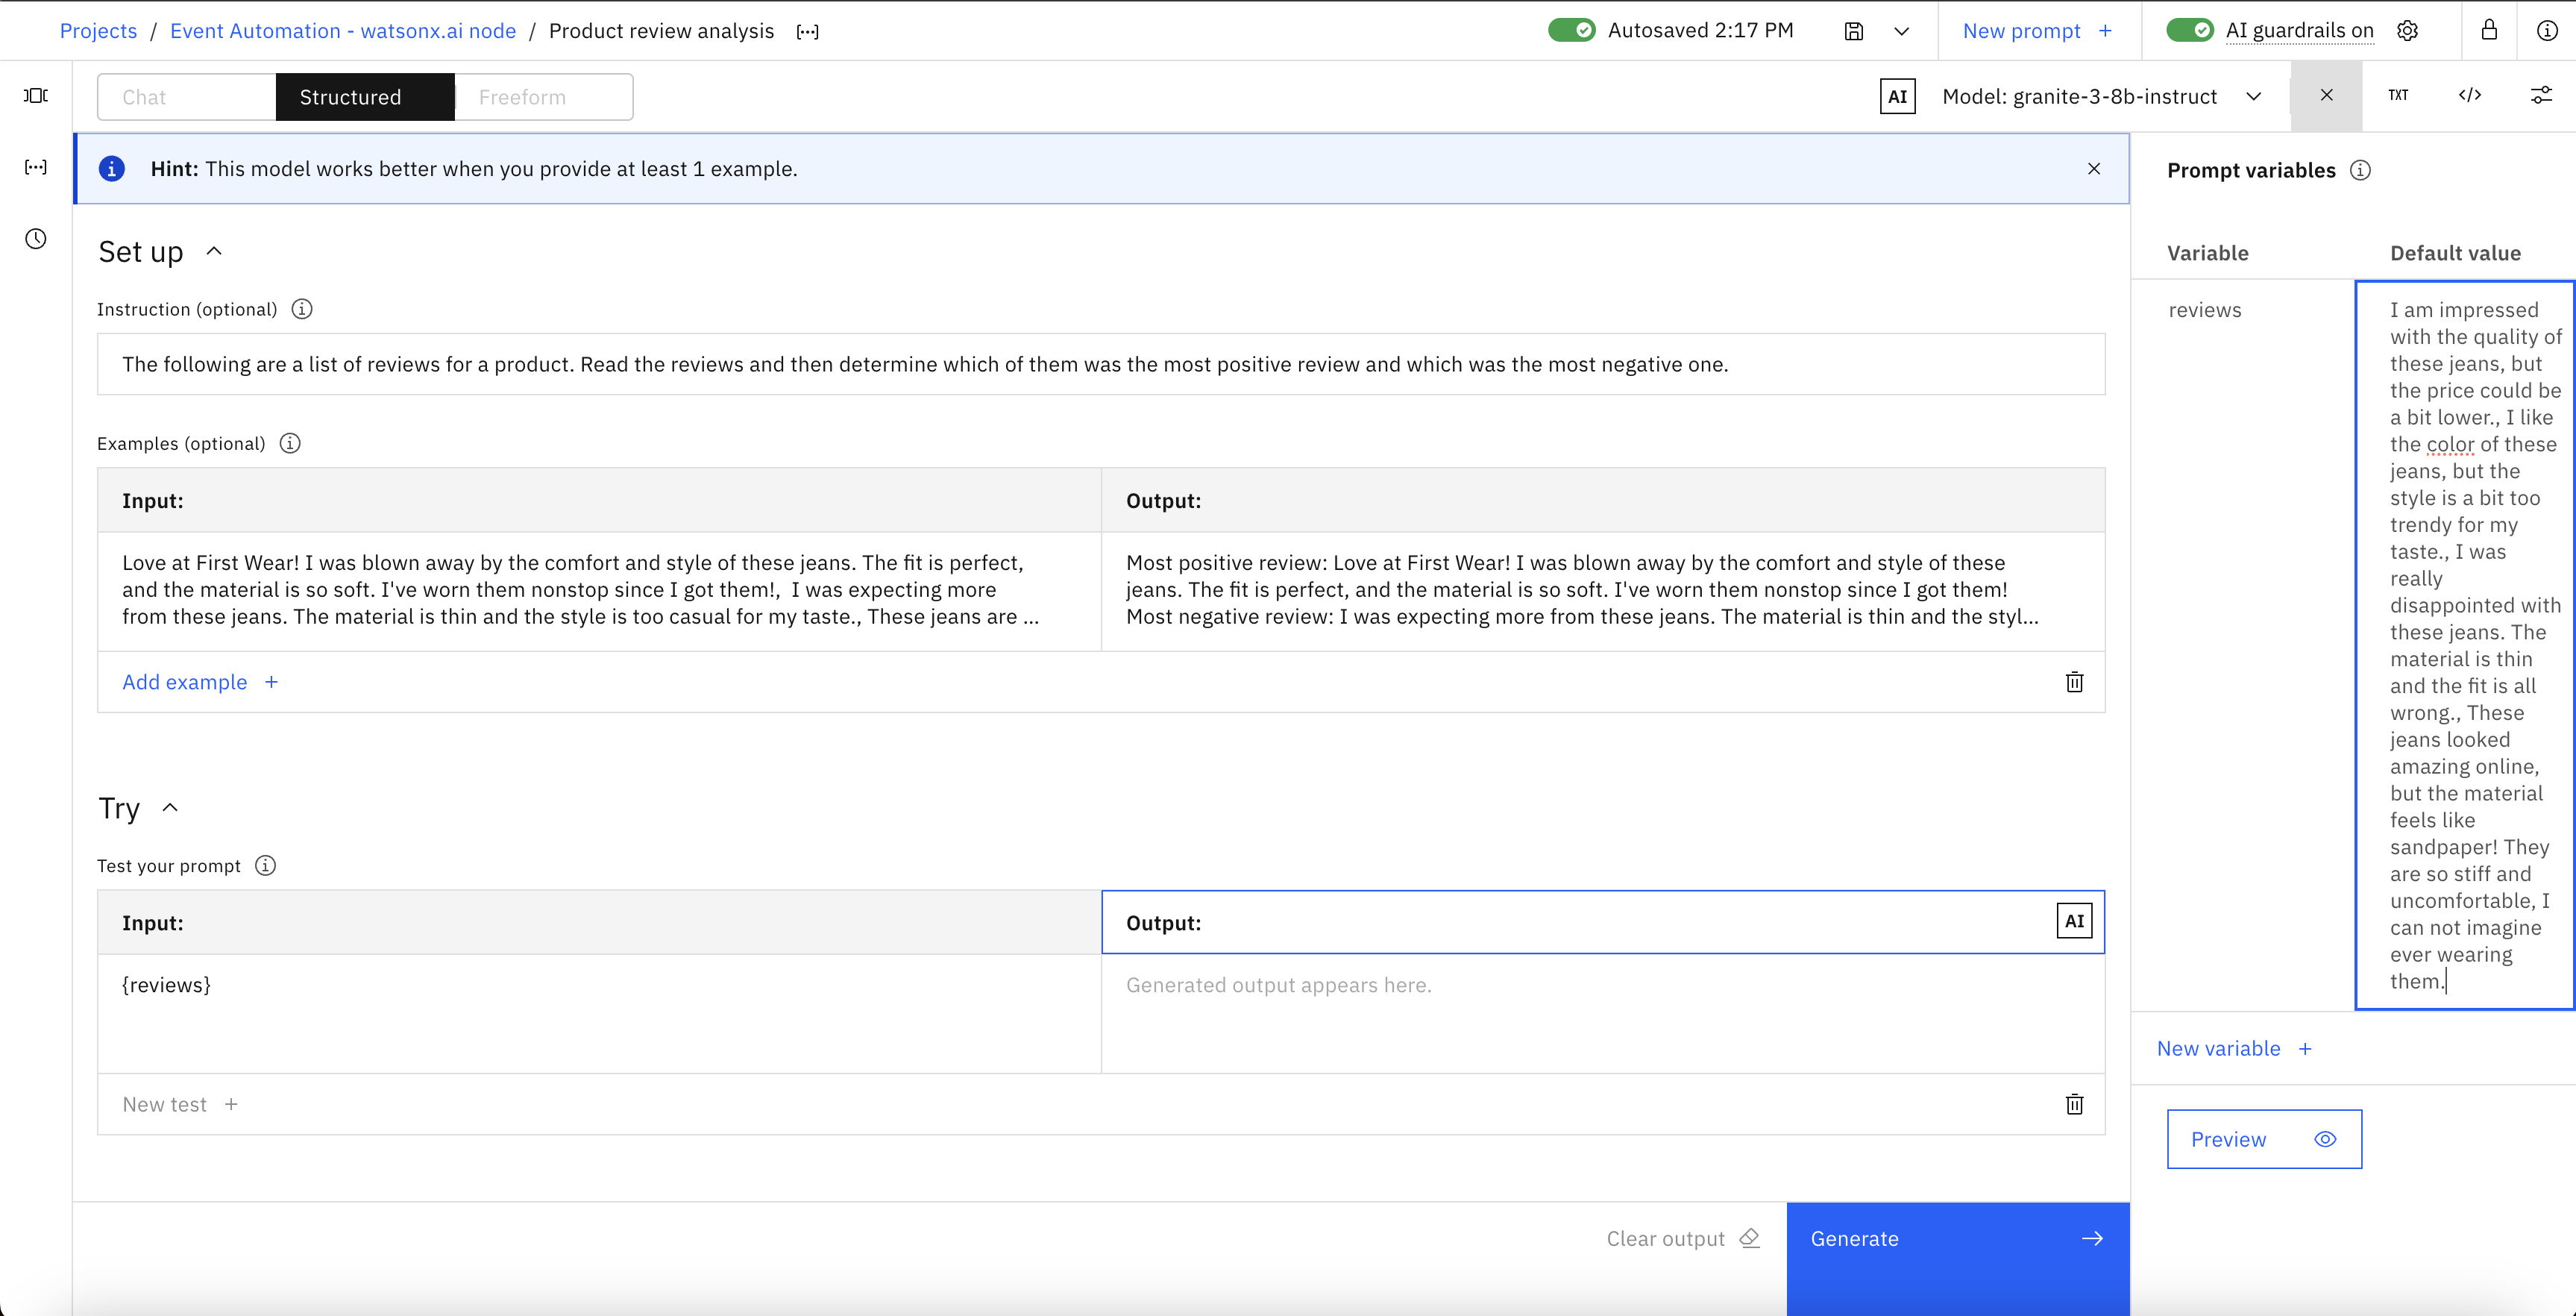 Projects / Event Automation - watsonx.ai node / Product review analysis
Autosaved 2:17 PM
New prompt +
AI guardrails on
Chat
Structured
Freeform
AI
Model: granite-3-8b-instruct
TXT
</>
Hint: This model works better when you provide at least 1 example.
Set up
Instruction (optional)
The following are a list of reviews for a product. Read the reviews and then determine which of them was the most positive review and which was the most negative one.
Examples (optional)
Input:
Output:
Love at First Wear! I was blown away by the comfort and style of these jeans. The fit is perfect,
and the material is so soft. I've worn them nonstop since I got them!,  I was expecting more
from these jeans. The material is thin and the style is too casual for my taste., These jeans are ...
Most positive review: Love at First Wear! I was blown away by the comfort and style of these
jeans. The fit is perfect, and the material is so soft. I've worn them nonstop since I got them!
Most negative review: I was expecting more from these jeans. The material is thin and the styl...
Add example +
Try
Test your prompt
Input:
Output:
AI
{reviews}
Generated output appears here.
New test +
Clear output
Generate
Prompt variables
Variable
Default value
reviews
I am impressed
with the quality of
these jeans, but
the price could be
a bit lower., I like
the color of these
jeans, but the
style is a bit too
trendy for my
taste., I was
really
disappointed with
these jeans. The
material is thin
and the fit is all
wrong., These
jeans looked
amazing online,
but the material
feels like
sandpaper! They
are so stiff and
uncomfortable, I
can not imagine
ever wearing
them.
New variable +
Preview